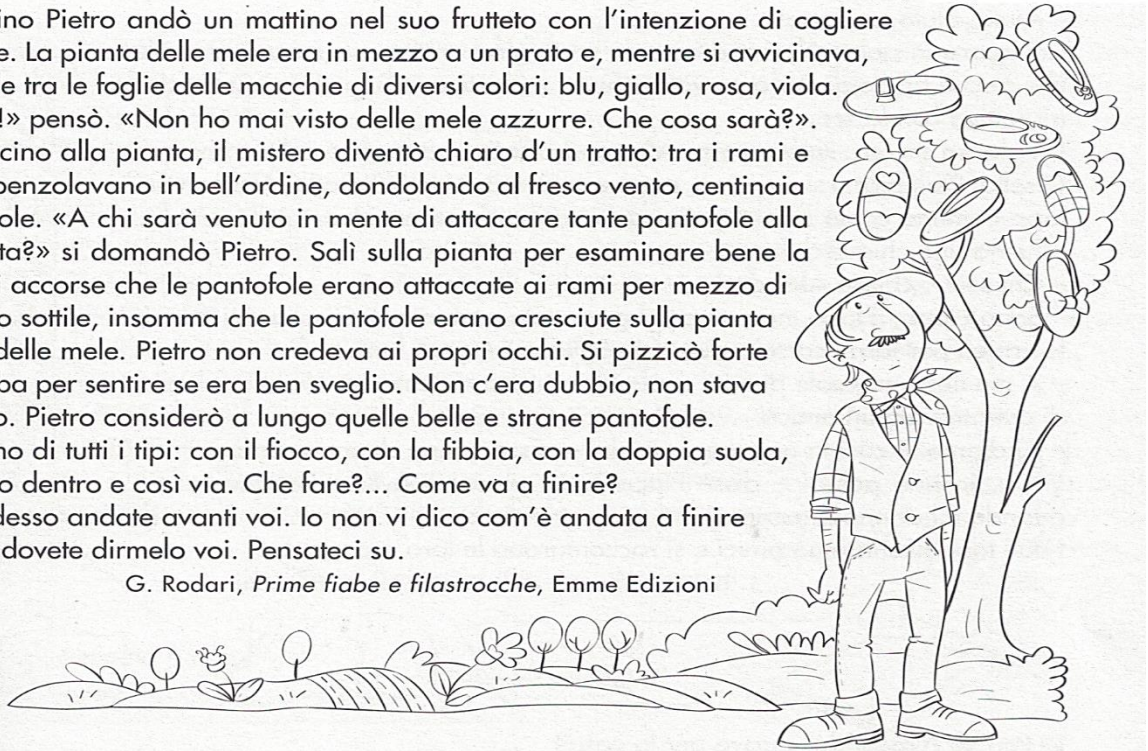 ino Pietro andò un mattino nel suo frutteto con l'intenzione di cogliere
e. La pianta delle mele era in mezzo a un prato e, mentre si avvicinava,
e tra le foglie delle macchie di diversi colori: blu, giallo, rosa, viola.
!» pensò. «Non ho mai visto delle mele azzurre. Che cosa sarà?».
cino alla pianta, il mistero diventò chiaro d'un tratto: tra i rami e
penzolavano in bell'ordine, dondolando al fresco vento, centinaia
ole. «A chi sarà venuto in mente di attaccare tante pantofole alla
ta?» si domandò Pietro. Salì sulla pianta per esaminare bene la
accorse che le pantofole erano attaccate ai rami per mezzo di
o sottile, insomma che le pantofole erano cresciute sulla pianta
delle mele. Pietro non credeva ai propri occhi. Si pizzicò forte
ba per sentire se era ben sveglio. Non c'era dubbio, non stava
o. Pietro considerò a lungo quelle belle e strane pantofole.
no di tutti i tipi: con il fiocco, con la fibbia, con la doppia suola,
o dentro e così via. Che fare?... Come va a finire?
desso andate avanti voi. Io non vi dico com'è andata a finire
dovete dirmelo voi. Pensateci su.
G. Rodari, Prime fiabe e filastrocche, Emme Edizioni